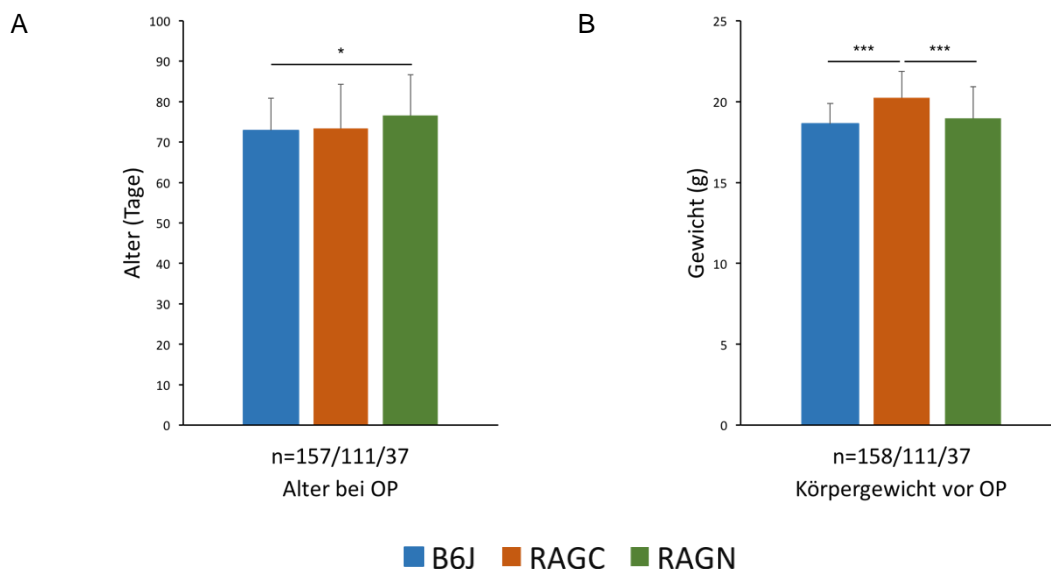 A
100
90
80
70
60
50
40
30
20
10
0
Alter (Tage)
*
n=157/111/37
Alter bei OP
B
25
20
15
10
5
0
Gewicht (g)
*** ***
n=158/111/37
Körpergewicht vor OP
B6J RAGC RAGN